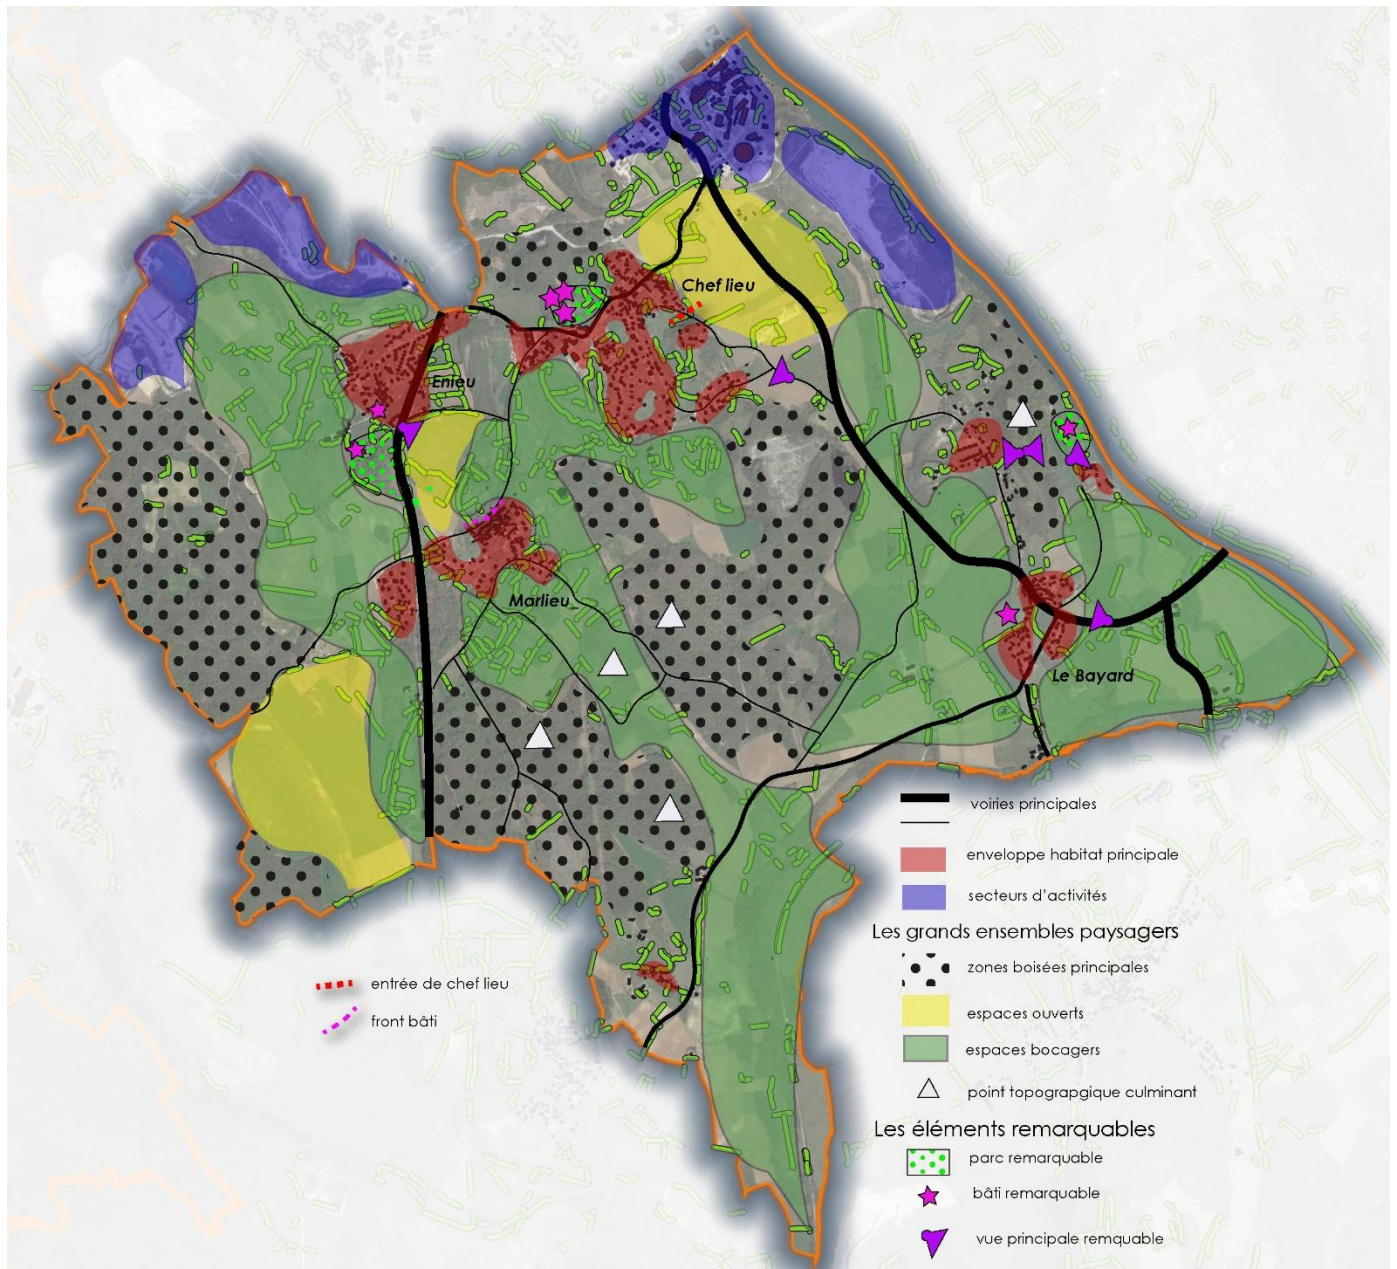 Chef lieu
Enieu
Marlieu
Le Bayard
voiries principales
enveloppe habitat principale
secteurs d'activités
Les grands ensembles paysagers
zones boisées principales
espaces ouverts
espaces bocagers
point topograpgique culminant
Les éléments remarquables
parc remarquable
bâti remarquable
vue principale remquable
entrée de chef lieu
front bâti